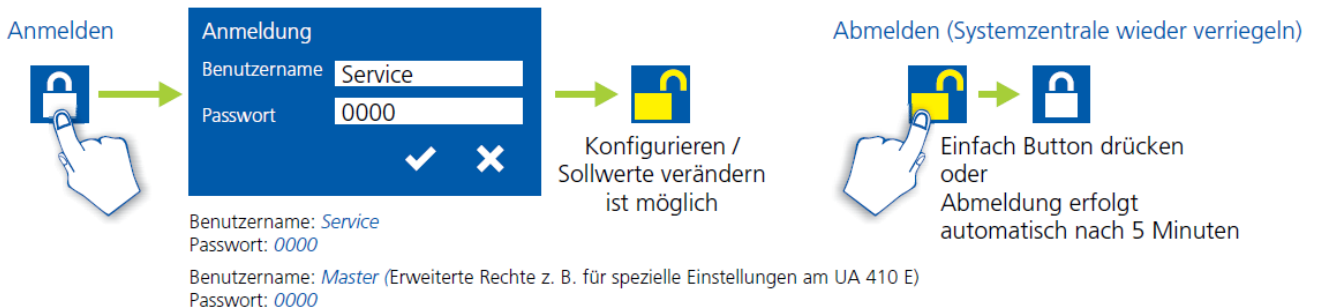 Anmelden
Anmeldung
Benutzername Service
Passwort 0000
Konfigurieren /
Sollwerte verändern
ist möglich
Benutzername: Service
Passwort: 0000
Benutzername: Master (Erweiterte Rechte z. B. für spezielle Einstellungen am UA 410 E)
Passwort: 0000
Abmelden (Systemzentrale wieder verriegeln)
Einfach Button drücken
oder
Abmeldung erfolgt
automatisch nach 5 Minuten